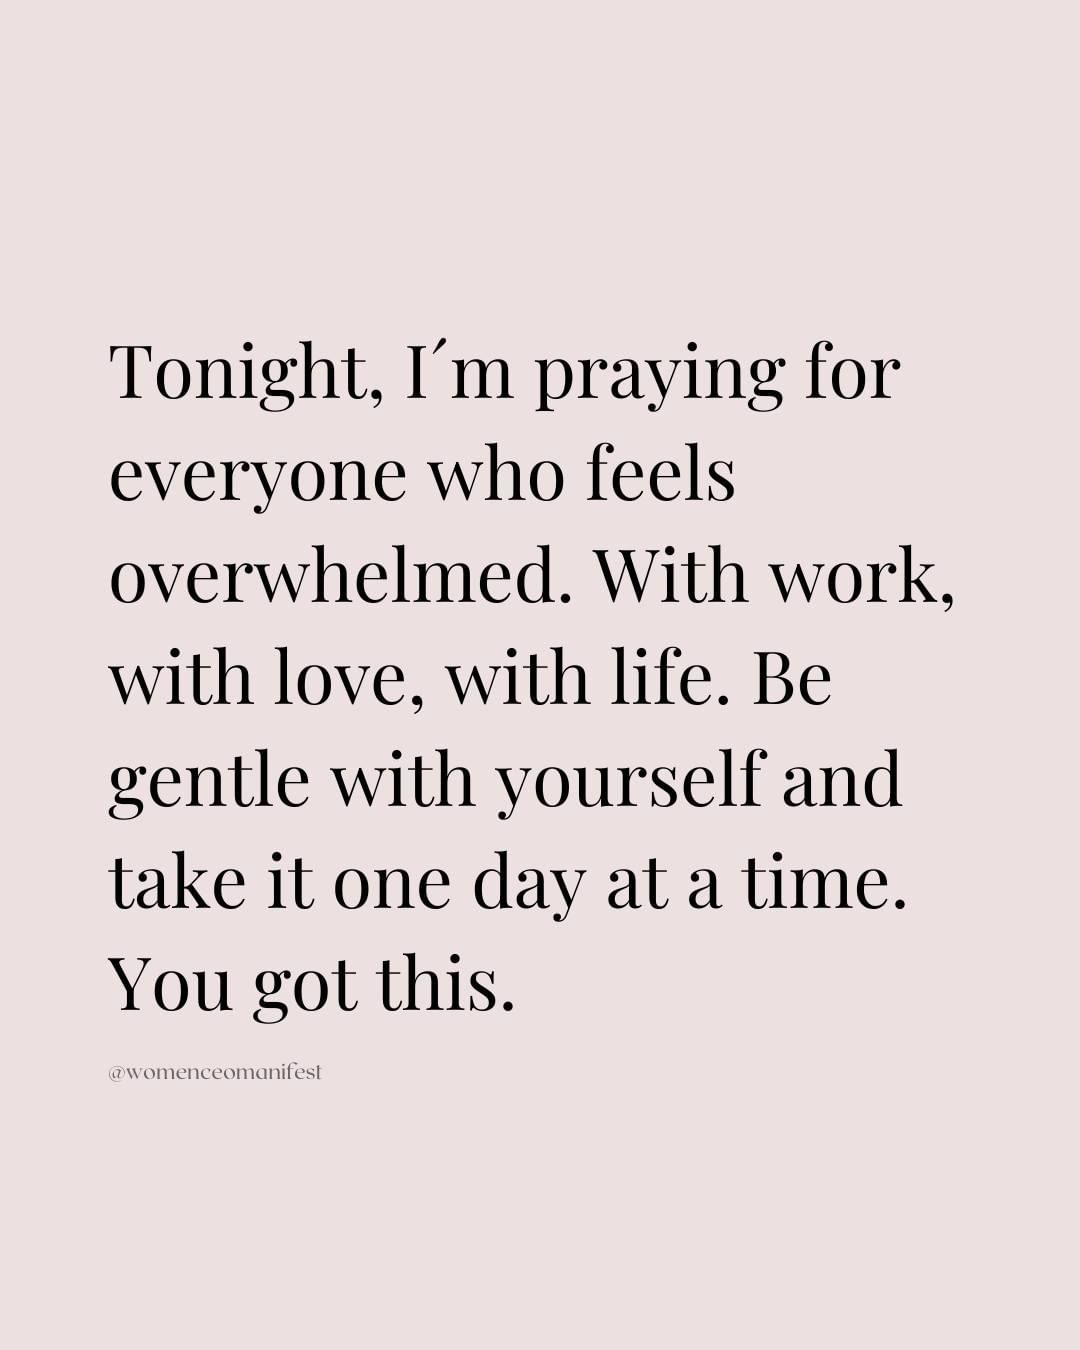 Tonight, I´m praying for
everyone who feels
overwhelmed. With work,
with love, with life. Be
gentle with yourself and
take it one day at a time.
You got this.
@womenceomanifest